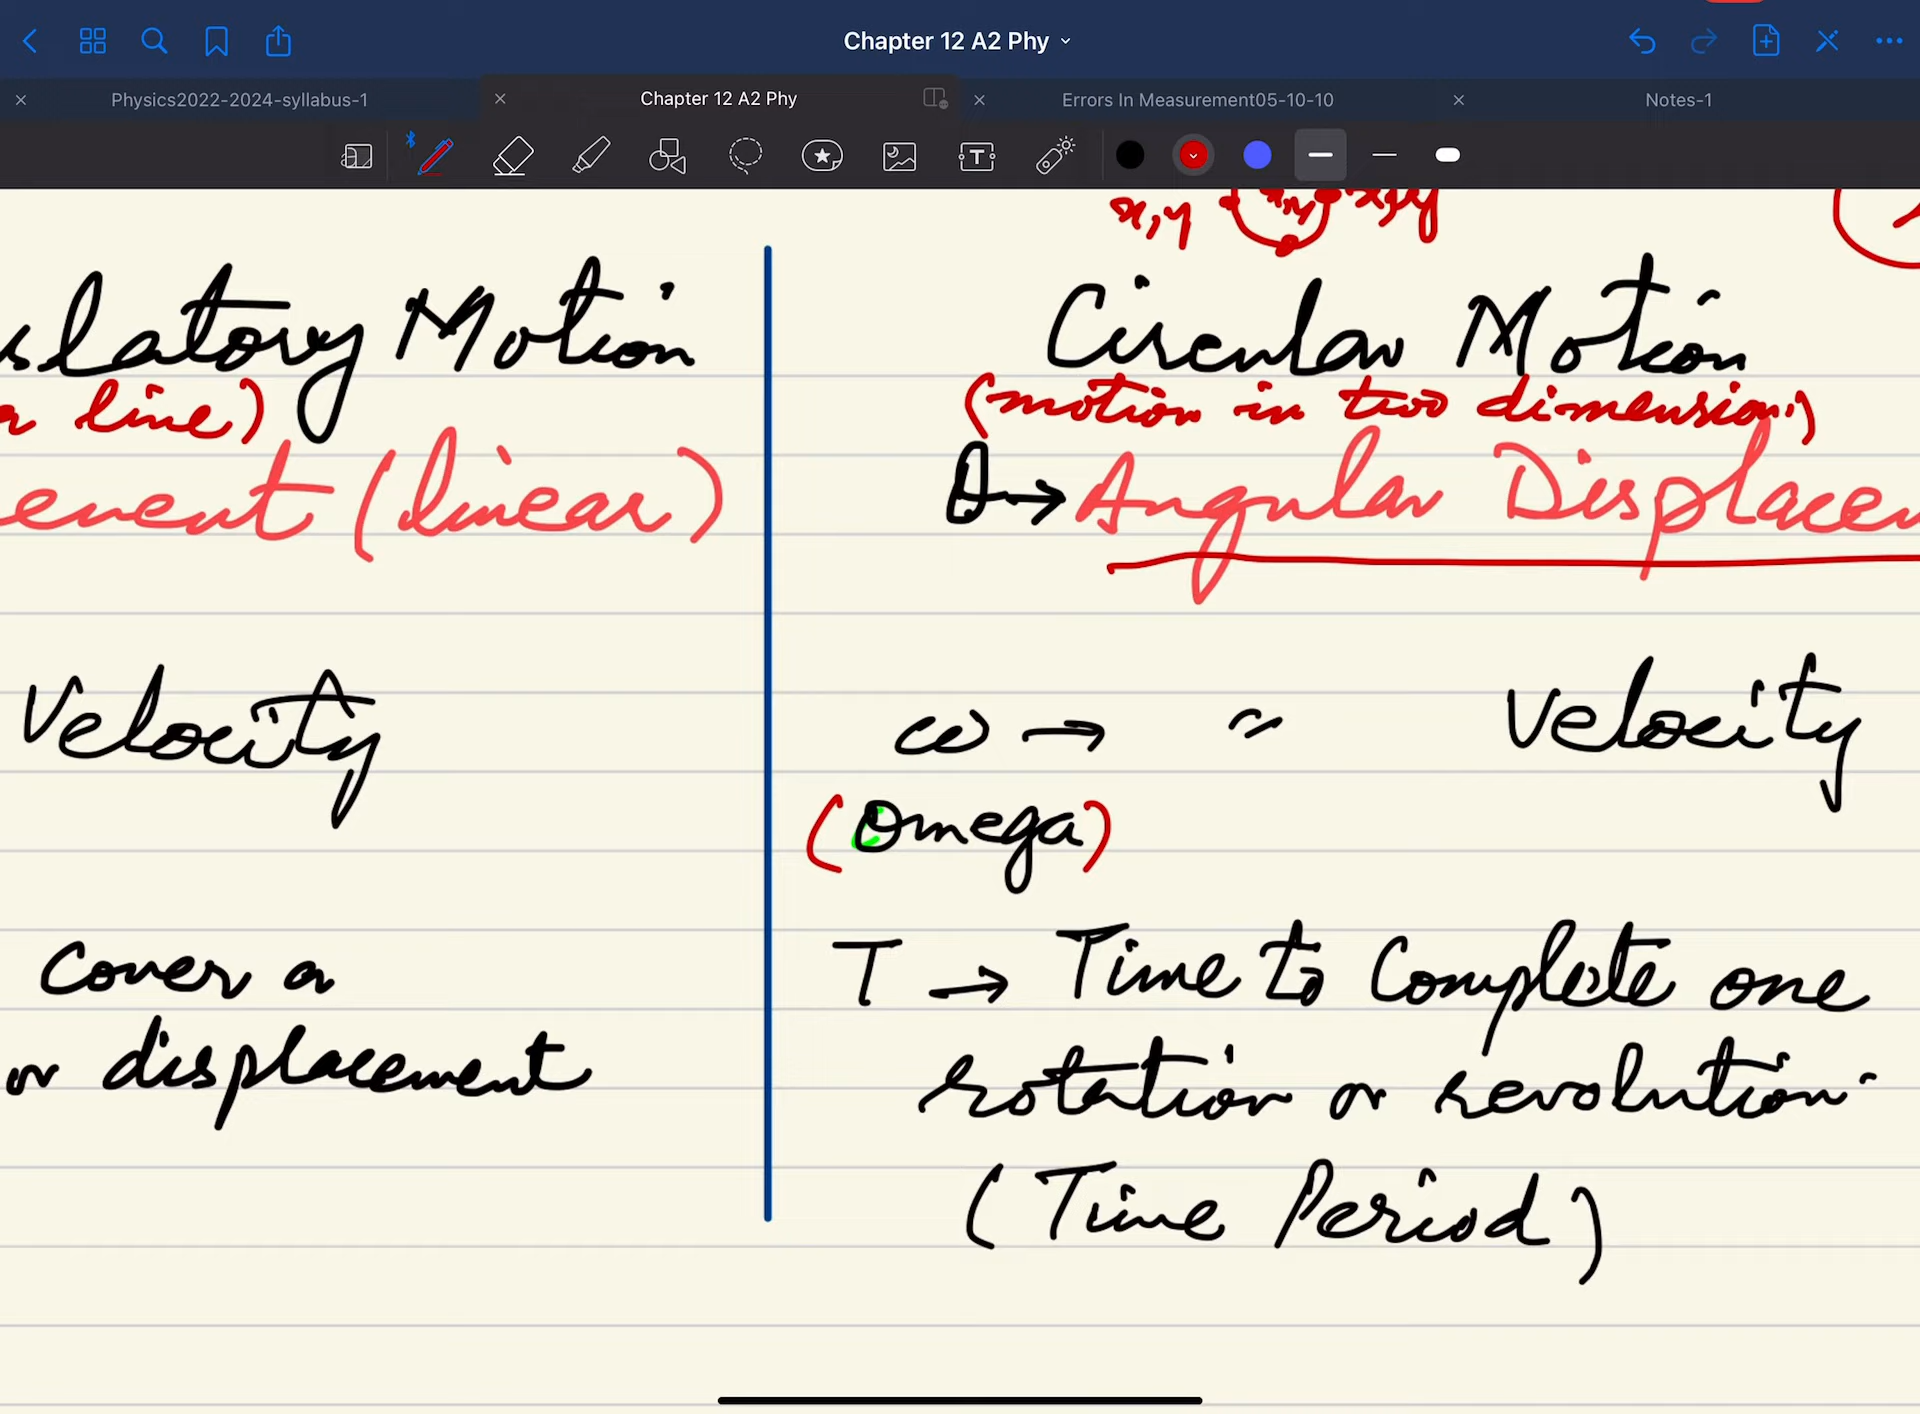 Chapter 12 A2 Phy
Physics2022-2024-syllabus-1
Chapter 12 A2 Phy
Errors In Measurement05-10-10
Notes-1
T
x,y x,y x,y
slatory Motion
line)
ement (linear)
Velocity
cover a
or displacement
Circular Motion
(motion in two dimension.)
θ → Angular Displacem
ω → " Velocity
(Omega)
T → Time to Complete one
rotation or revolution.
(Time Period)